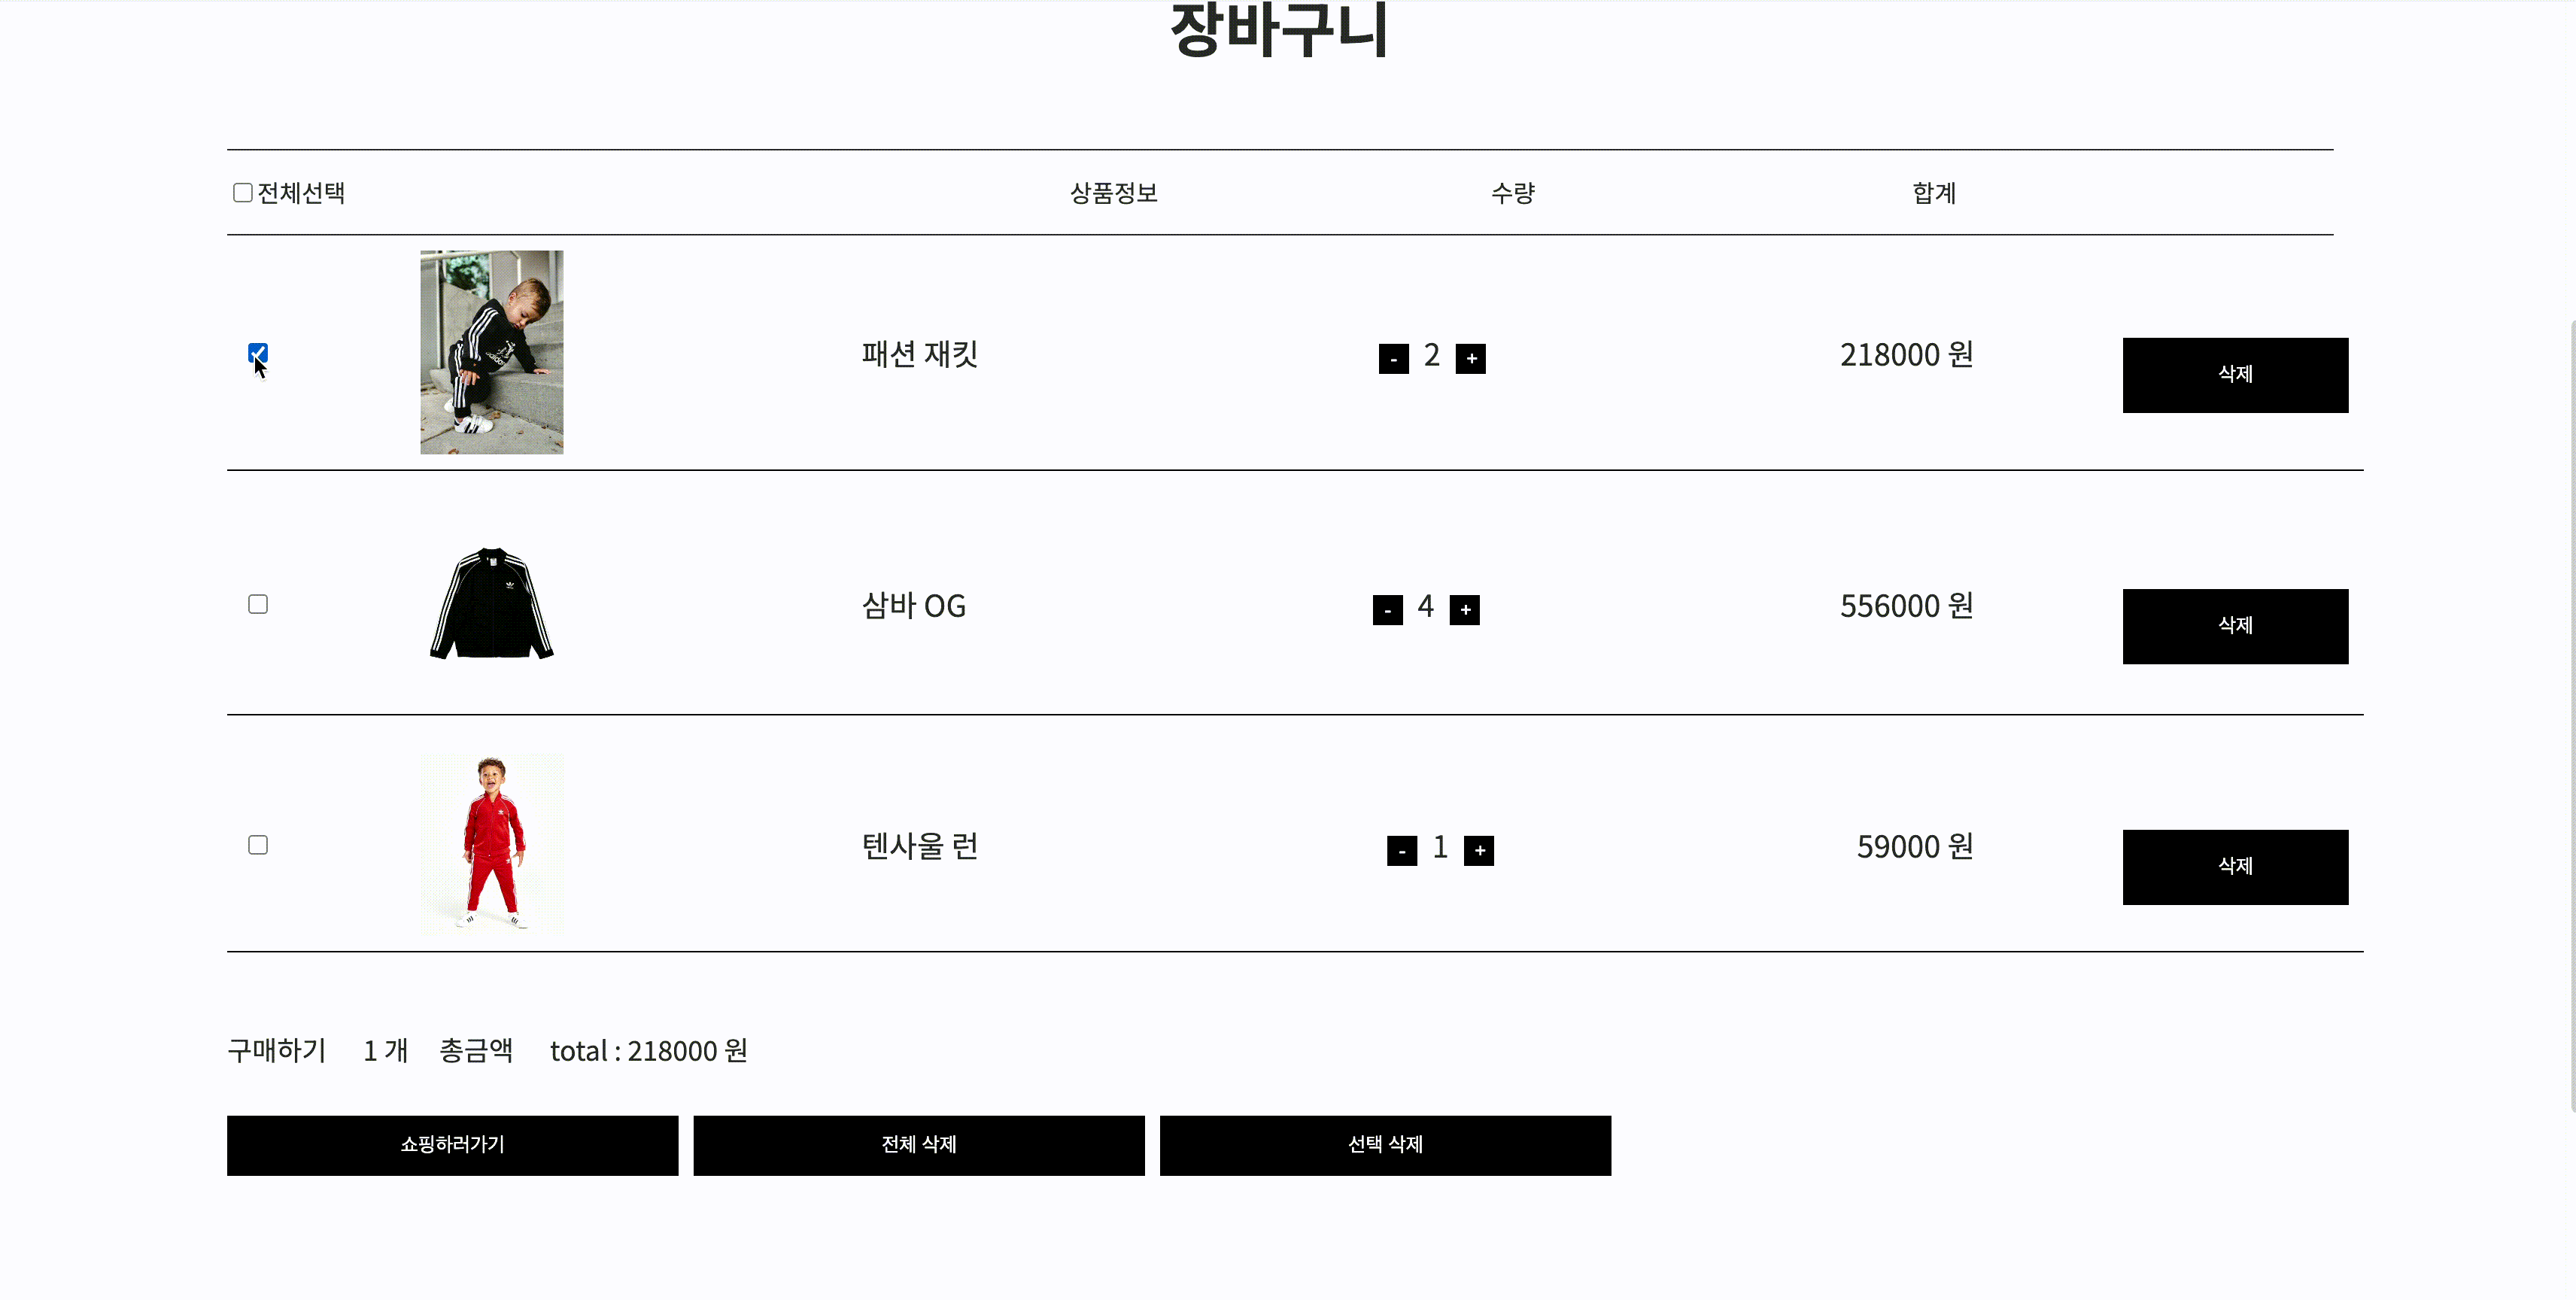 장바구니
전체선택 상품정보 수량 합계
패션 재킷 - 2 + 218000 원 삭제
삼바 OG - 4 + 556000 원 삭제
텐사울 런 - 1 + 59000 원 삭제
구매하기 1 개 총금액 total : 218000 원
쇼핑하러가기 전체 삭제 선택 삭제